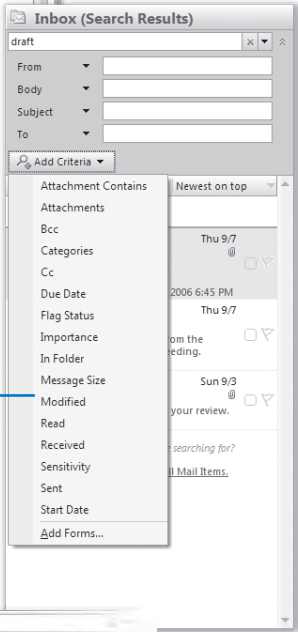 Inbox (Search Results)
draft
From
Body
Subject
To
Add Criteria
Attachment Contains
Newest on top
Attachments
Bcc
Thu 9/7
Categories
Cc
Due Date
2006 6:45 PM
Flag Status
Thu 9/7
Importance
om the
In Folder
eding.
Message Size
Sun 9/3
Modified
your review.
Read
Received
searching for?
Sensitivity
ll Mail Items.
Sent
Start Date
Add Forms...